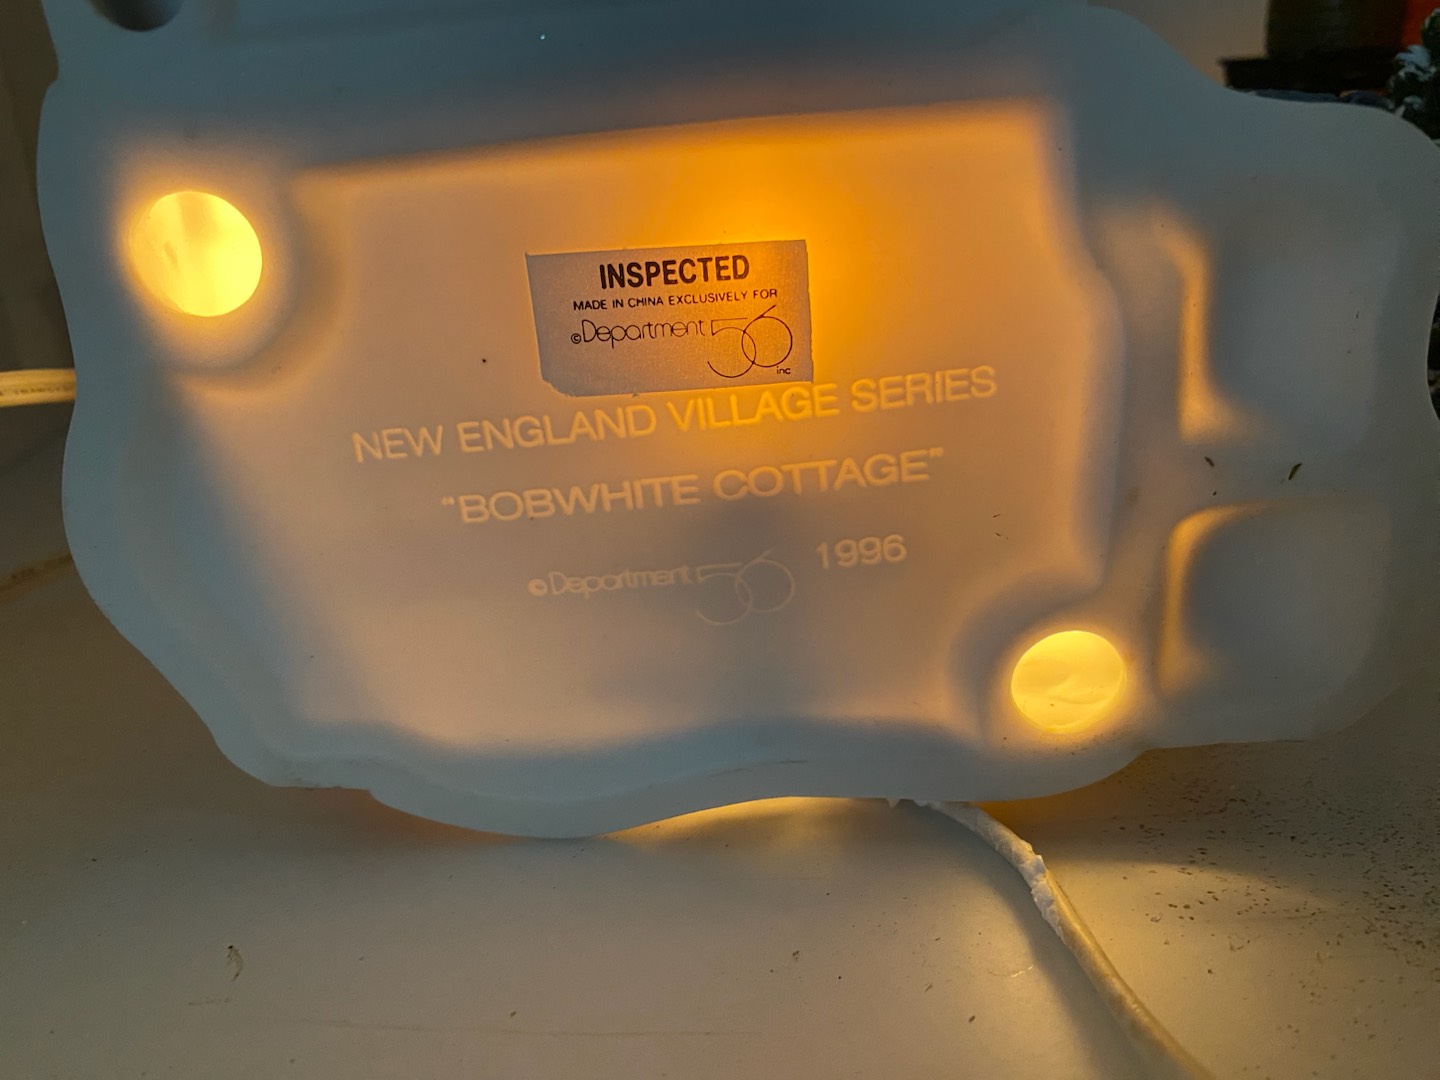 INSPECTED
MADE IN CHINA EXCLUSIVELY FOR
©Department 56
inc
NEW ENGLAND VILLAGE SERIES
"BOBWHITE COTTAGE"
©Department 56 1996